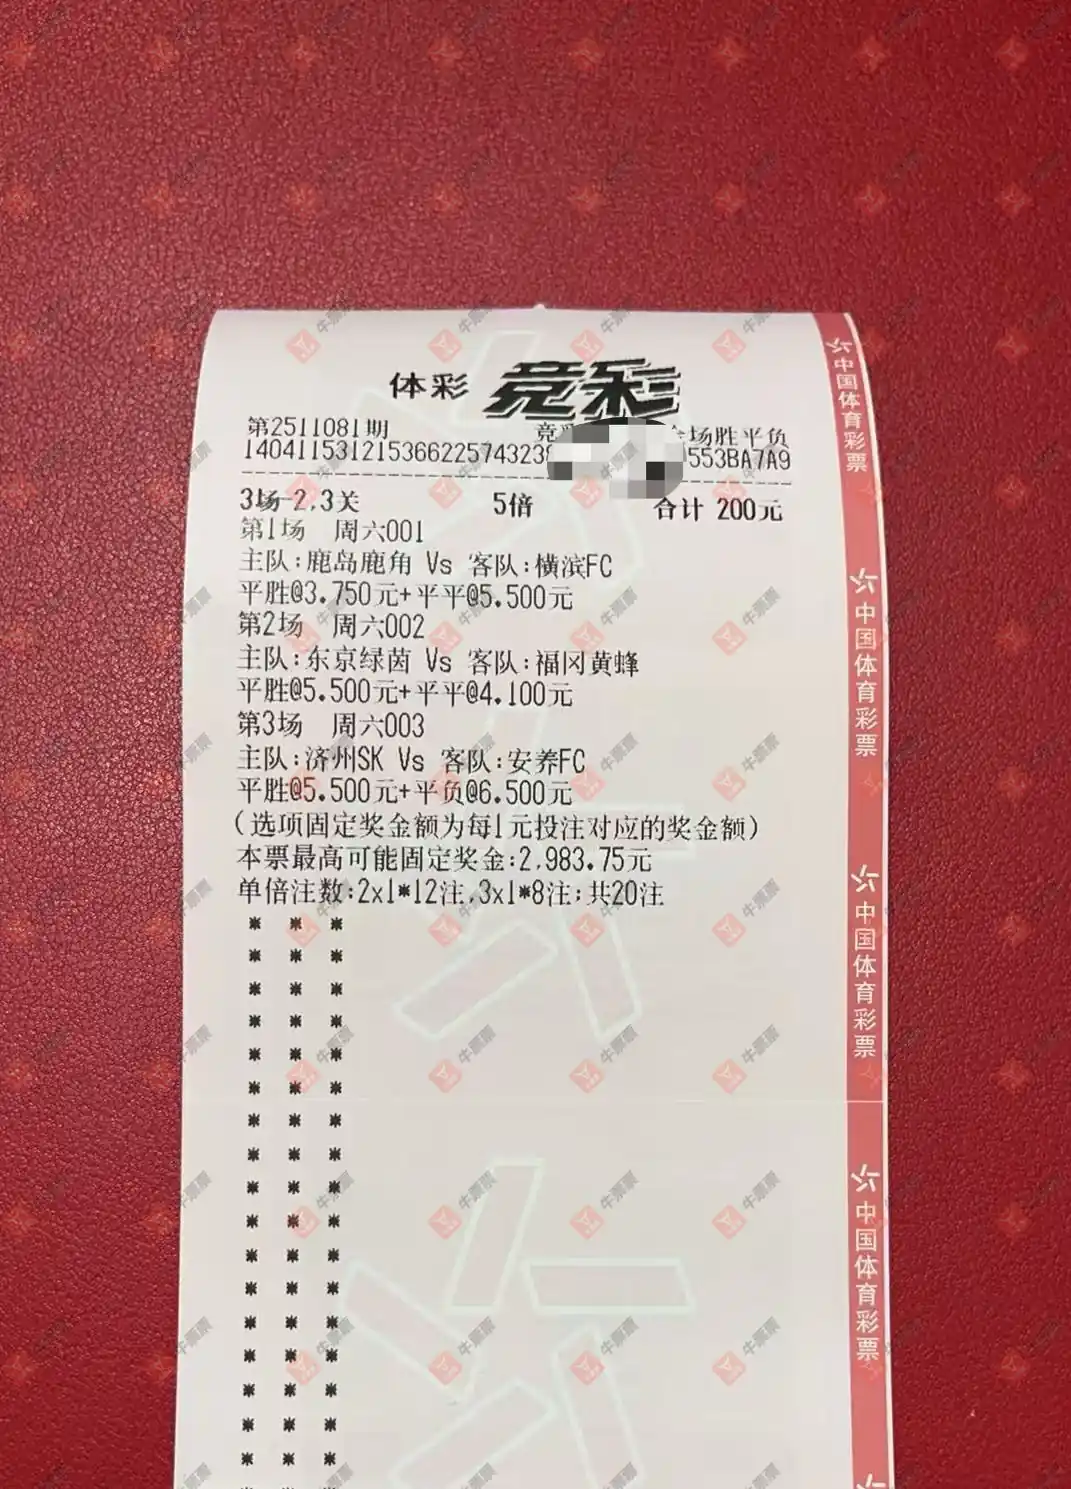 体彩 竞彩
第2511081期 竞 场胜平负
14041153121536622574323 553BA7A9
3场-2,3关 5倍 合计 200元
第1场 周六001
主队:鹿岛鹿角 Vs 客队:横滨FC
平胜@3.750元+平平@5.500元
第2场 周六002
主队:东京绿茵 Vs 客队:福冈黄蜂
平胜@5.500元+平平@4.100元
第3场 周六003
主队:济州SK Vs 客队:安养FC
平胜@5.500元+平负@6.500元
(选项固定奖金额为每1元投注对应的奖金额)
本票最高可能固定奖金:2,983.75元
单倍注数:2x1*12注,3x1*8注;共20注
中国体育彩票
中国体育彩票
中国体育彩票
中国体育彩票
牛票票